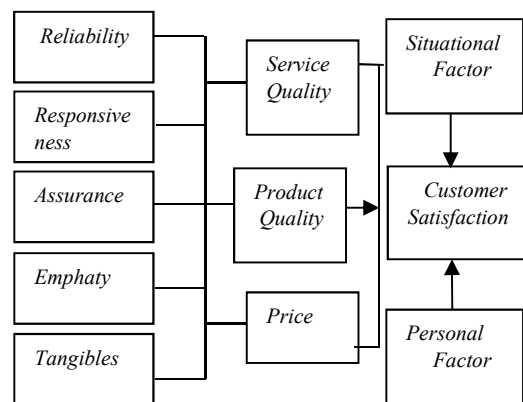 Reliability
Responsive
ness
Assurance
Emphaty
Tangibles
Service
Quality
Product
Quality
Price
Situational
Factor
Customer
Satisfaction
Personal
Factor